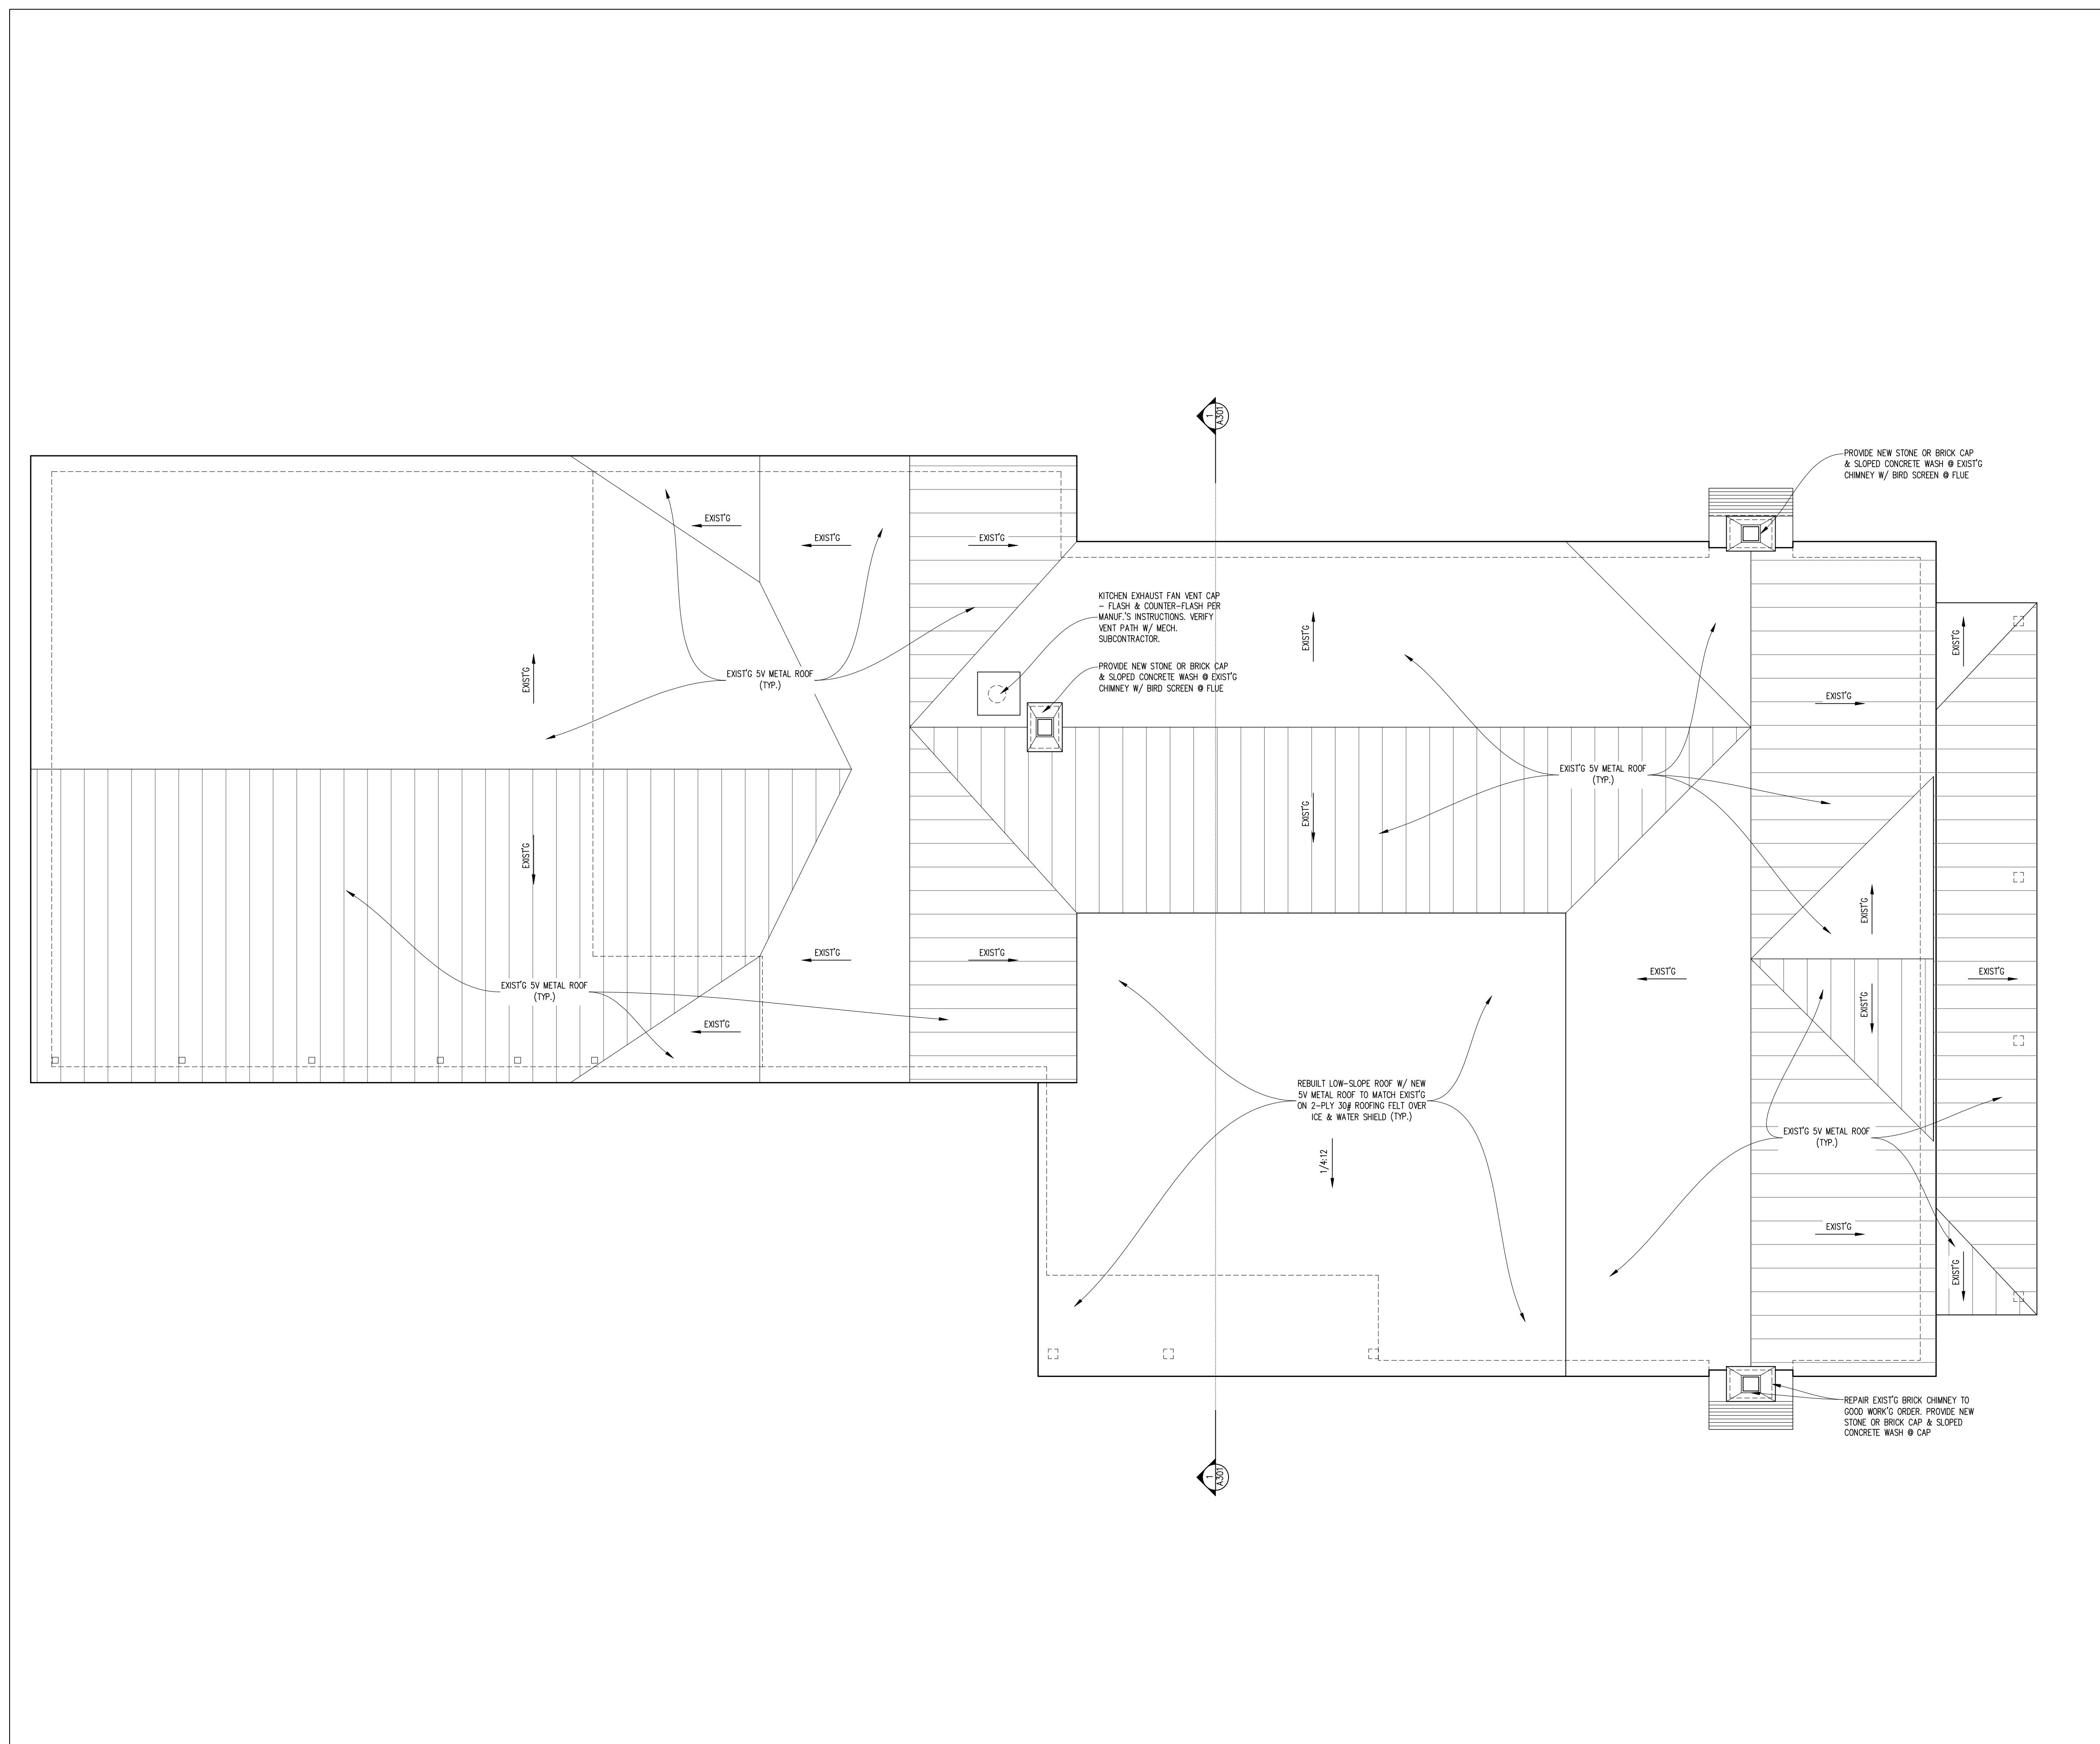 1
A301
PROVIDE NEW STONE OR BRICK CAP
& SLOPED CONCRETE WASH @ EXIST'G
CHIMNEY W/ BIRD SCREEN @ FLUE
EXIST'G
EXIST'G
EXIST'G
KITCHEN EXHAUST FAN VENT CAP
- FLASH & COUNTER-FLASH PER
MANUF.'S INSTRUCTIONS. VERIFY
VENT PATH W/ MECH.
SUBCONTRACTOR.
EXIST'G
EXIST'G
PROVIDE NEW STONE OR BRICK CAP
& SLOPED CONCRETE WASH @ EXIST'G
CHIMNEY W/ BIRD SCREEN @ FLUE
EXIST'G
EXIST'G 5V METAL ROOF
(TYP.)
EXIST'G
EXIST'G 5V METAL ROOF
(TYP.)
EXIST'G
EXIST'G
EXIST'G
EXIST'G
EXIST'G
EXIST'G
EXIST'G
EXIST'G 5V METAL ROOF
(TYP.)
EXIST'G
EXIST'G
REBUILT LOW-SLOPE ROOF W/ NEW
5V METAL ROOF TO MATCH EXIST'G
ON 2-PLY 30# ROOFING FELT OVER
ICE & WATER SHIELD (TYP.)
EXIST'G 5V METAL ROOF
(TYP.)
1/4:12
EXIST'G
EXIST'G
REPAIR EXIST'G BRICK CHIMNEY TO
GOOD WORK'G ORDER. PROVIDE NEW
STONE OR BRICK CAP & SLOPED
CONCRETE WASH @ CAP
1
A301